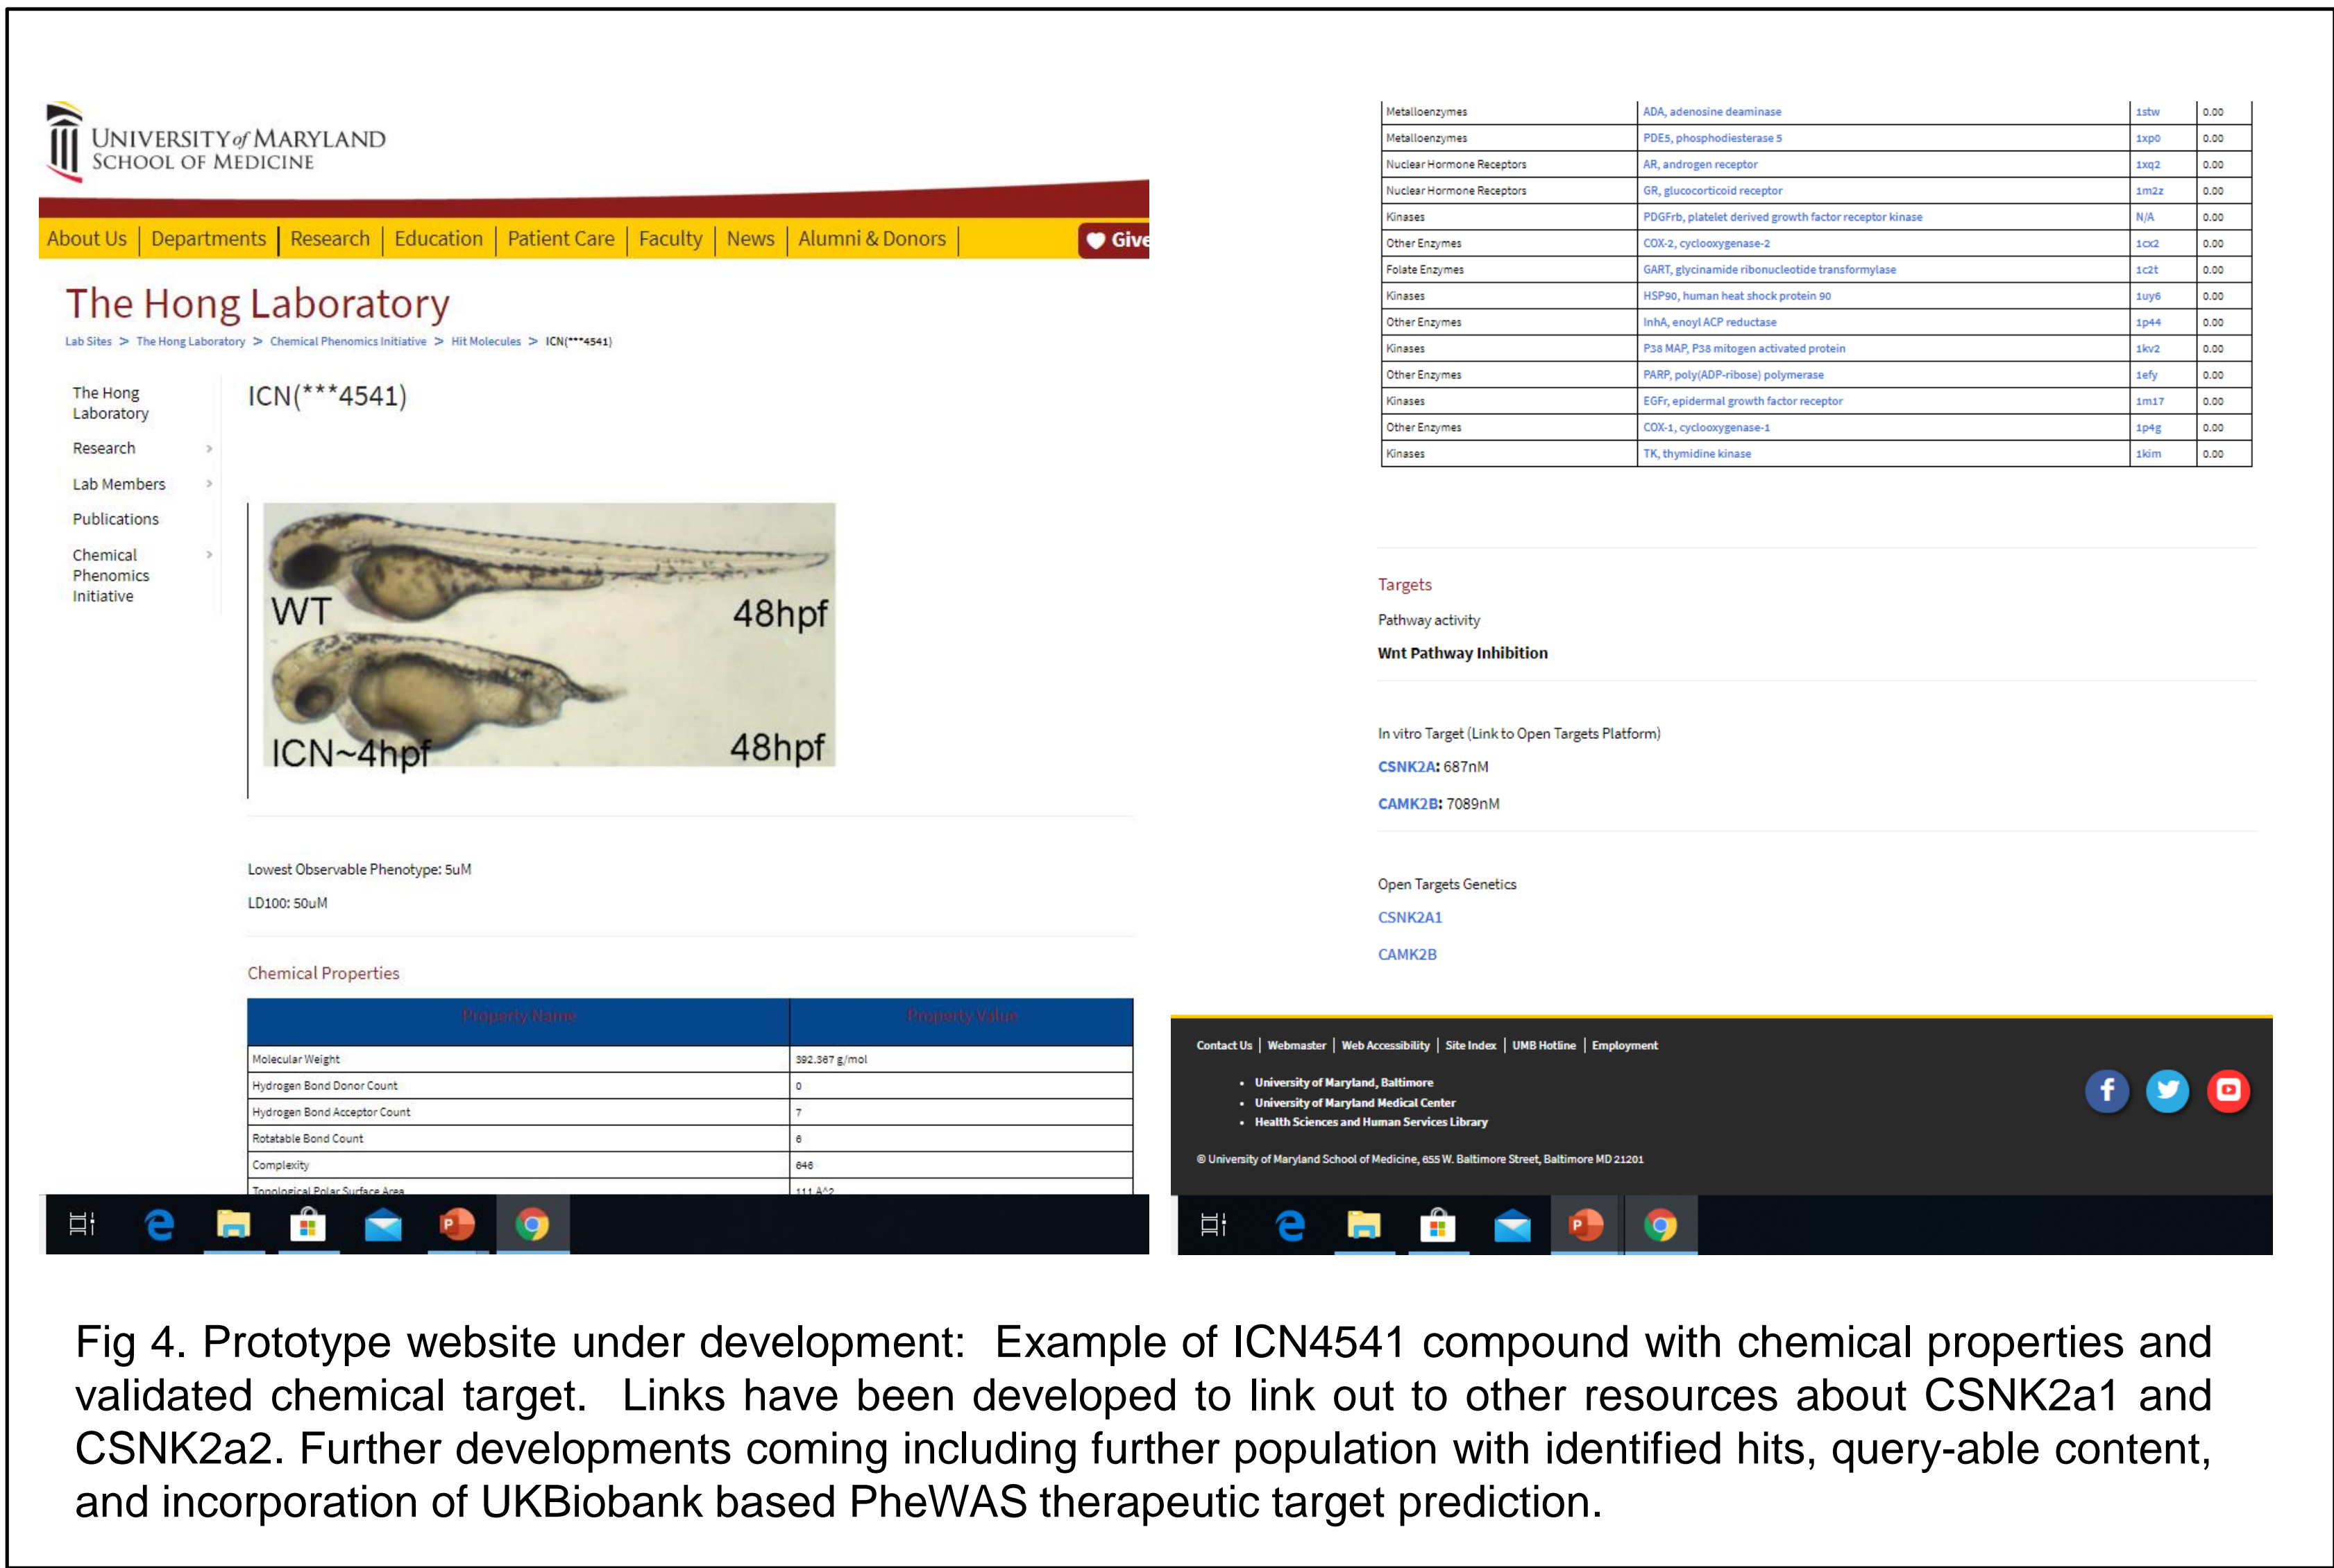 UNIVERSITY of MARYLAND
SCHOOL OF MEDICINE
About Us | Departments | Research | Education | Patient Care | Faculty | News | Alumni & Donors |
Give
The Hong Laboratory
Lab Sites > The Hong Laboratory > Chemical Phenomics Initiative > Hit Molecules > ICN(***4541)
The Hong
Laboratory
Research >
Lab Members >
Publications
Chemical >
Phenomics
Initiative
ICN(***4541)
WT 48hpf
ICN~4hpf 48hpf
Lowest Observable Phenotype: 5uM
LD100: 50uM
Chemical Properties
Property Name Property Value
Molecular Weight 392.367 g/mol
Hydrogen Bond Donor Count 0
Hydrogen Bond Acceptor Count 7
Rotatable Bond Count 6
Complexity 646
Topological Polar Surface Area 111 A^2
Metalloenzymes ADA, adenosine deaminase 1stw 0.00
Metalloenzymes PDE5, phosphodiesterase 5 1xp0 0.00
Nuclear Hormone Receptors AR, androgen receptor 1xq2 0.00
Nuclear Hormone Receptors GR, glucocorticoid receptor 1m2z 0.00
Kinases PDGFrb, platelet derived growth factor receptor kinase N/A 0.00
Other Enzymes COX-2, cyclooxygenase-2 1cx2 0.00
Folate Enzymes GART, glycinamide ribonucleotide transformylase 1c2t 0.00
Kinases HSP90, human heat shock protein 90 1uy6 0.00
Other Enzymes InhA, enoyl ACP reductase 1p44 0.00
Kinases P38 MAP, P38 mitogen activated protein 1kv2 0.00
Other Enzymes PARP, poly(ADP-ribose) polymerase 1efy 0.00
Kinases EGFr, epidermal growth factor receptor 1m17 0.00
Other Enzymes COX-1, cyclooxygenase-1 1p4g 0.00
Kinases TK, thymidine kinase 1kim 0.00
Targets
Pathway activity
Wnt Pathway Inhibition
In vitro Target (Link to Open Targets Platform)
CSNK2A: 687nM
CAMK2B: 7089nM
Open Targets Genetics
CSNK2A1
CAMK2B
Contact Us | Webmaster | Web Accessibility | Site Index | UMB Hotline | Employment
• University of Maryland, Baltimore
• University of Maryland Medical Center
• Health Sciences and Human Services Library
© University of Maryland School of Medicine, 655 W. Baltimore Street, Baltimore MD 21201
Fig 4. Prototype website under development: Example of ICN4541 compound with chemical properties and
validated chemical target. Links have been developed to link out to other resources about CSNK2a1 and
CSNK2a2. Further developments coming including further population with identified hits, query-able content,
and incorporation of UKBiobank based PheWAS therapeutic target prediction.